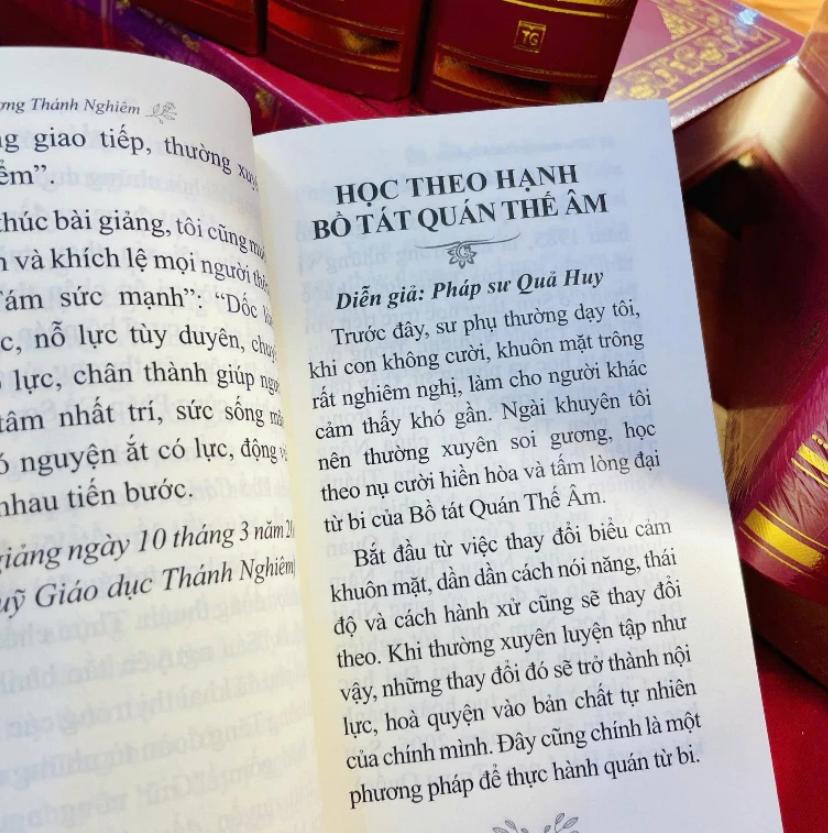 TG
Thánh Nghiêm
giao tiếp, thường
thúc bài giảng, tôi cũng
và khích lệ mọi người
sức mạnh”: “Dốc
nỗ lực tùy duyên,
lực, chân thành giúp
tâm nhất trí, sức sống
nguyện ắt có lực, động
nhau tiến bước.
giảng ngày 10 tháng 3 năm
Giáo dục Thánh Nghiêm
HỌC THEO HẠNH
BỒ TÁT QUÁN THẾ ÂM
Diễn giả: Pháp sư Quả Huy
Trước đây, sư phụ thường dạy tôi,
khi con không cười, khuôn mặt trông
rất nghiêm nghị, làm cho người khác
cảm thấy khó gần. Ngài khuyên tôi
nên thường xuyên soi gương, học
theo nụ cười hiền hòa và tấm lòng đại
từ bi của Bồ tát Quán Thế Âm.
Bắt đầu từ việc thay đổi biểu cảm
khuôn mặt, dần dần cách nói năng, thái
độ và cách hành xử cũng sẽ thay đổi
theo. Khi thường xuyên luyện tập như
vậy, những thay đổi đó sẽ trở thành nội
lực, hoà quyện vào bản chất tự nhiên
của chính mình. Đây cũng chính là một
phương pháp để thực hành quán từ bi.